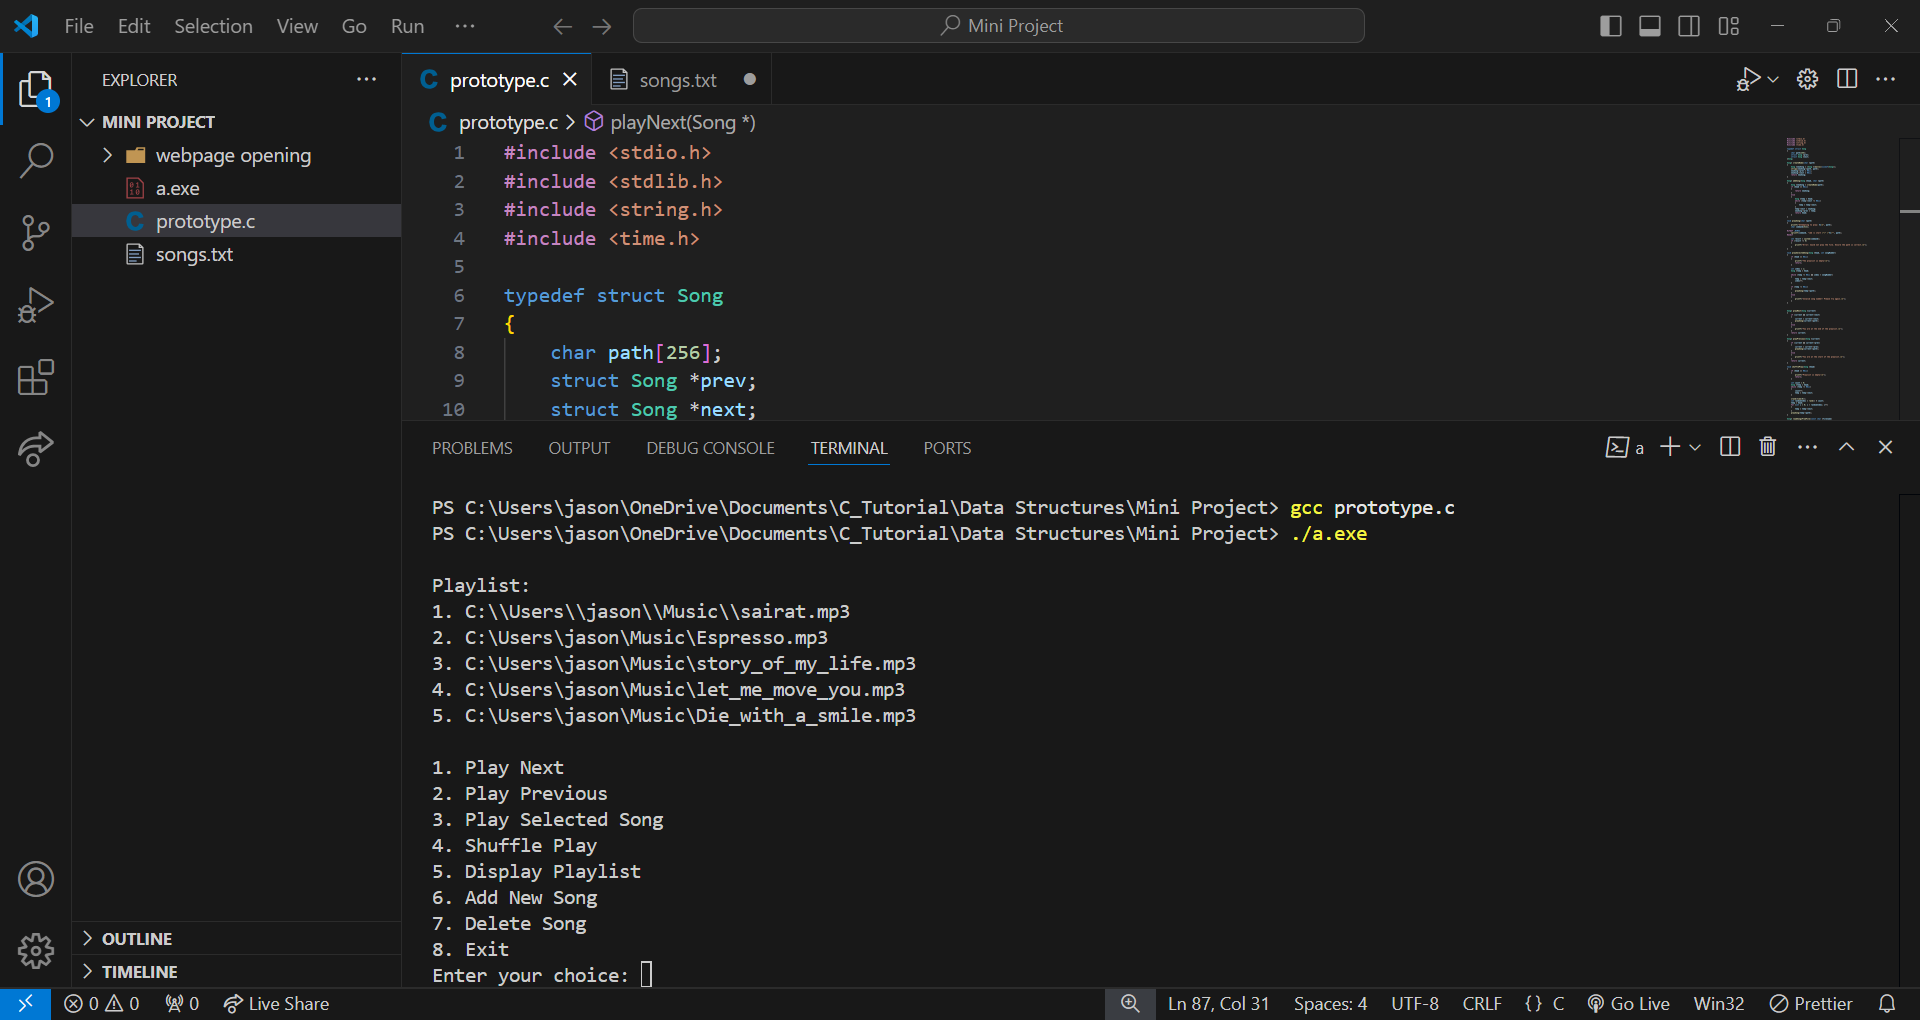 File Edit Selection View Go Run ··· Mini Project
EXPLORER ···
prototype.c songs.txt
MINI PROJECT
prototype.c > playNext(Song *)
webpage opening
a.exe
prototype.c
songs.txt
1
1 #include <stdio.h>
2 #include <stdlib.h>
3 #include <string.h>
4 #include <time.h>
5
6 typedef struct Song
7 {
8 char path[256];
9 struct Song *prev;
10 struct Song *next;
PROBLEMS OUTPUT DEBUG CONSOLE TERMINAL PORTS a
PS C:\Users\jason\OneDrive\Documents\C_Tutorial\Data Structures\Mini Project> gcc prototype.c
PS C:\Users\jason\OneDrive\Documents\C_Tutorial\Data Structures\Mini Project> ./a.exe
Playlist:
1. C:\\Users\\jason\\Music\\sairat.mp3
2. C:\Users\jason\Music\Espresso.mp3
3. C:\Users\jason\Music\story_of_my_life.mp3
4. C:\Users\jason\Music\let_me_move_you.mp3
5. C:\Users\jason\Music\Die_with_a_smile.mp3
1. Play Next
2. Play Previous
3. Play Selected Song
4. Shuffle Play
5. Display Playlist
6. Add New Song
7. Delete Song
8. Exit
Enter your choice:
OUTLINE
TIMELINE
0 0 0 Live Share Ln 87, Col 31 Spaces: 4 UTF-8 CRLF {} C Go Live Win32 Prettier